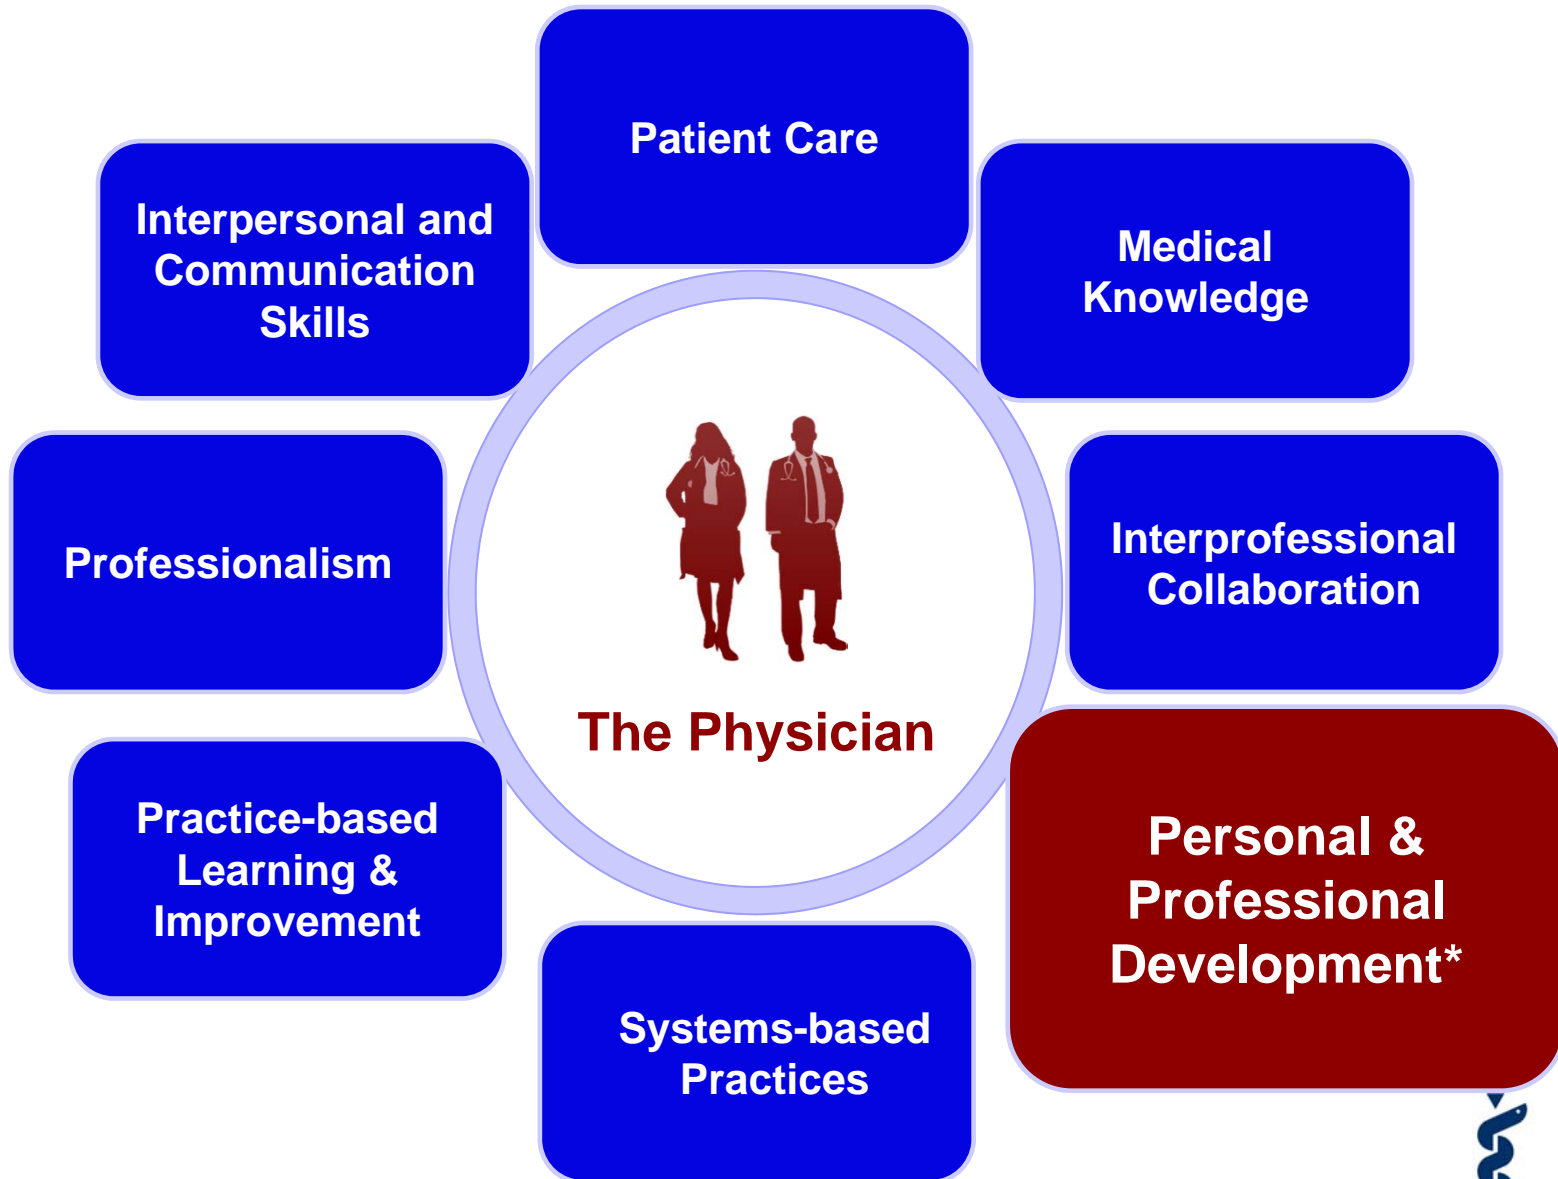 Patient Care
Interpersonal and
Communication
Skills
Medical
Knowledge
Professionalism
Interprofessional
Collaboration
The Physician
Practice-based
Learning &
Improvement
Personal &
Professional
Development*
Systems-based
Practices